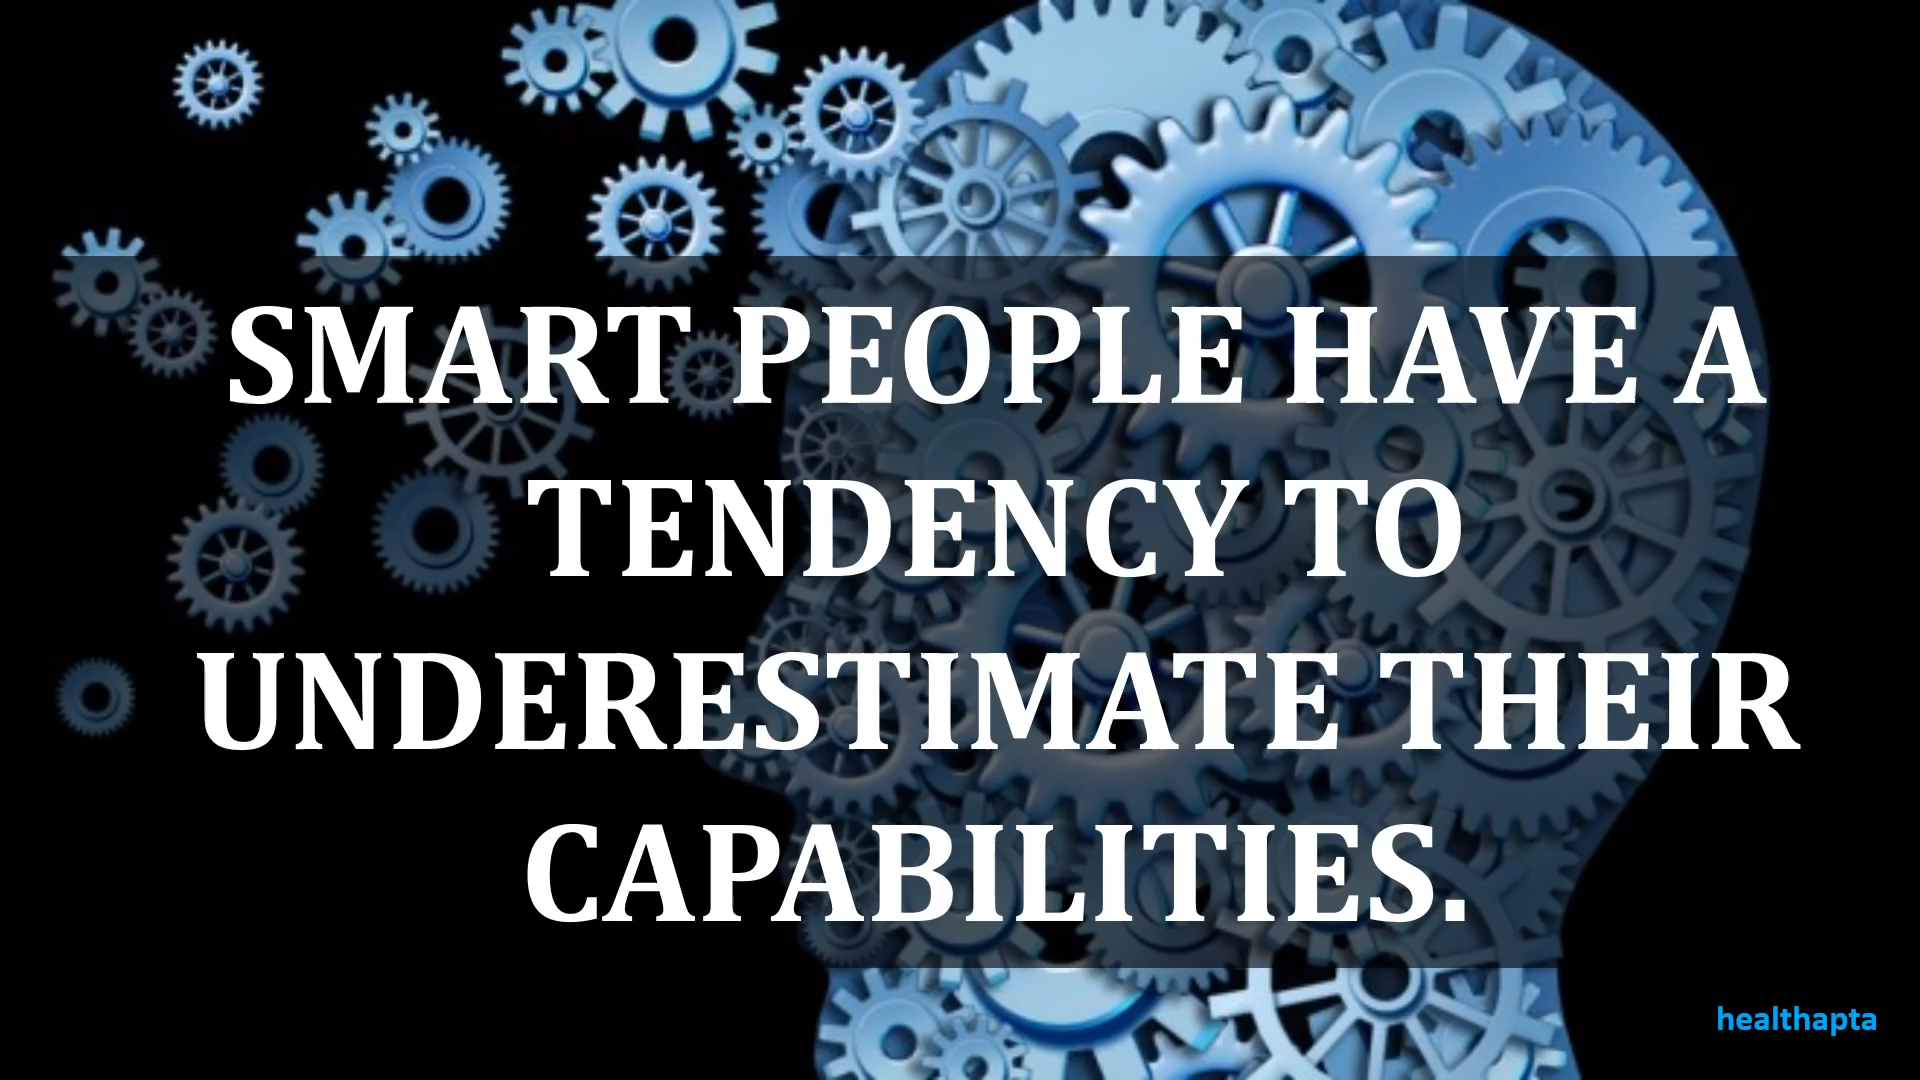 SMART PEOPLE HAVE A
TENDENCY TO
UNDERESTIMATE THEIR
CAPABILITIES.
healthapta